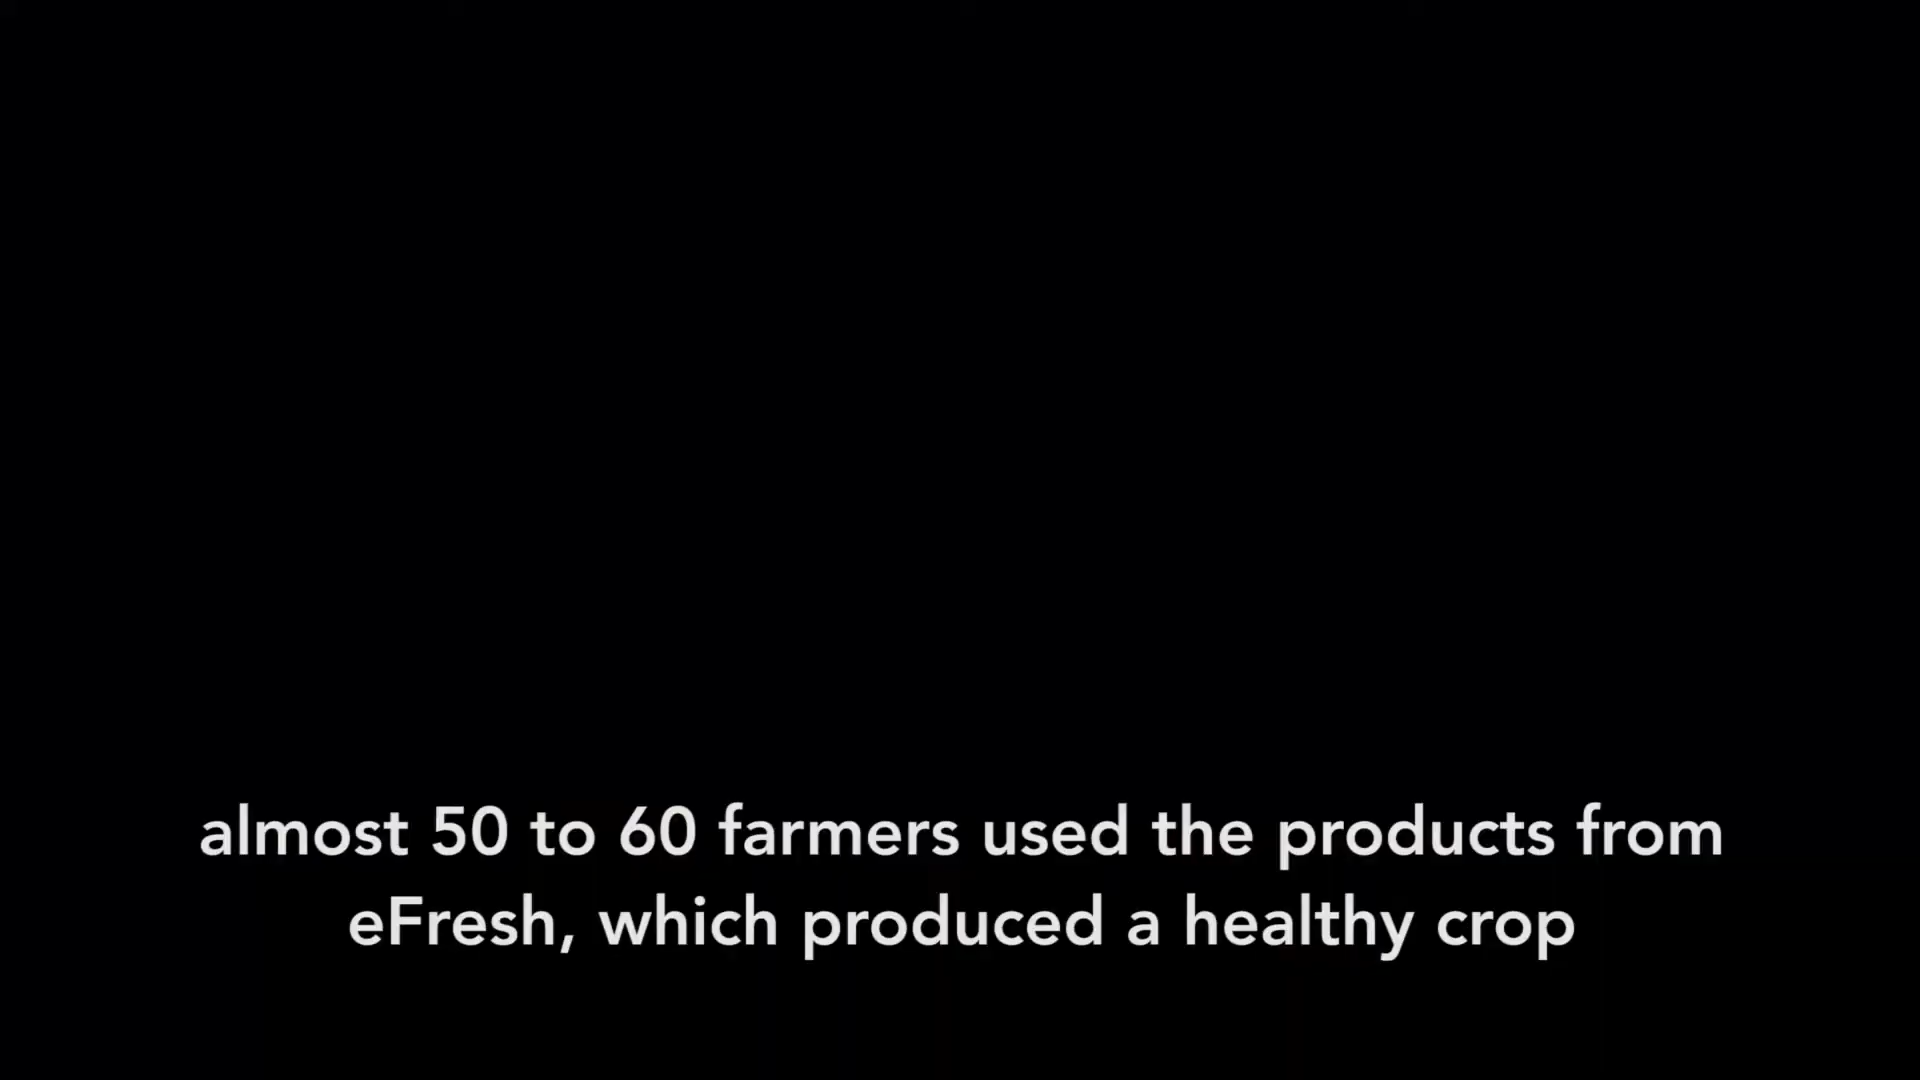 almost 50 to 60 farmers used the products from
eFresh, which produced a healthy crop